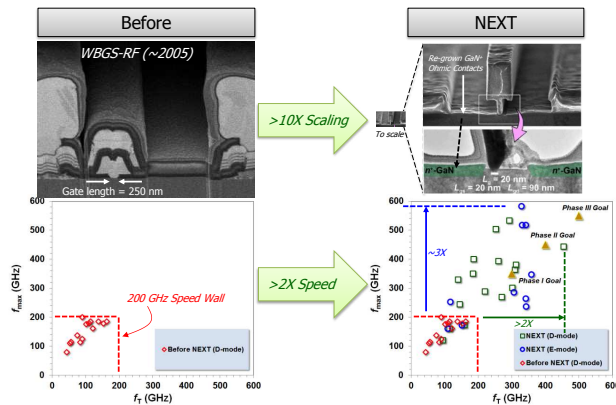 Before
NEXT
WBGS-RF (~2005)
Gate length = 250 nm
>10X Scaling
To scale
Re-grown GaN
Ohmic Contacts
n+-GaN
n+-GaN
Lg = 20 nm
= 20 nm
= 90 nm
600
500
400
300
200
100
0
fmax (GHz)
200 GHz Speed Wall
Before NEXT (D-mode)
0 100 200 300 400 500 600
fT (GHz)
>2X Speed
600
500
400
300
200
100
0
fmax (GHz)
~3X
Phase III Goal
Phase II Goal
Phase I Goal
>2X
NEXT (D-mode)
NEXT (E-mode)
Before NEXT (D-mode)
0 100 200 300 400 500 600
fT (GHz)